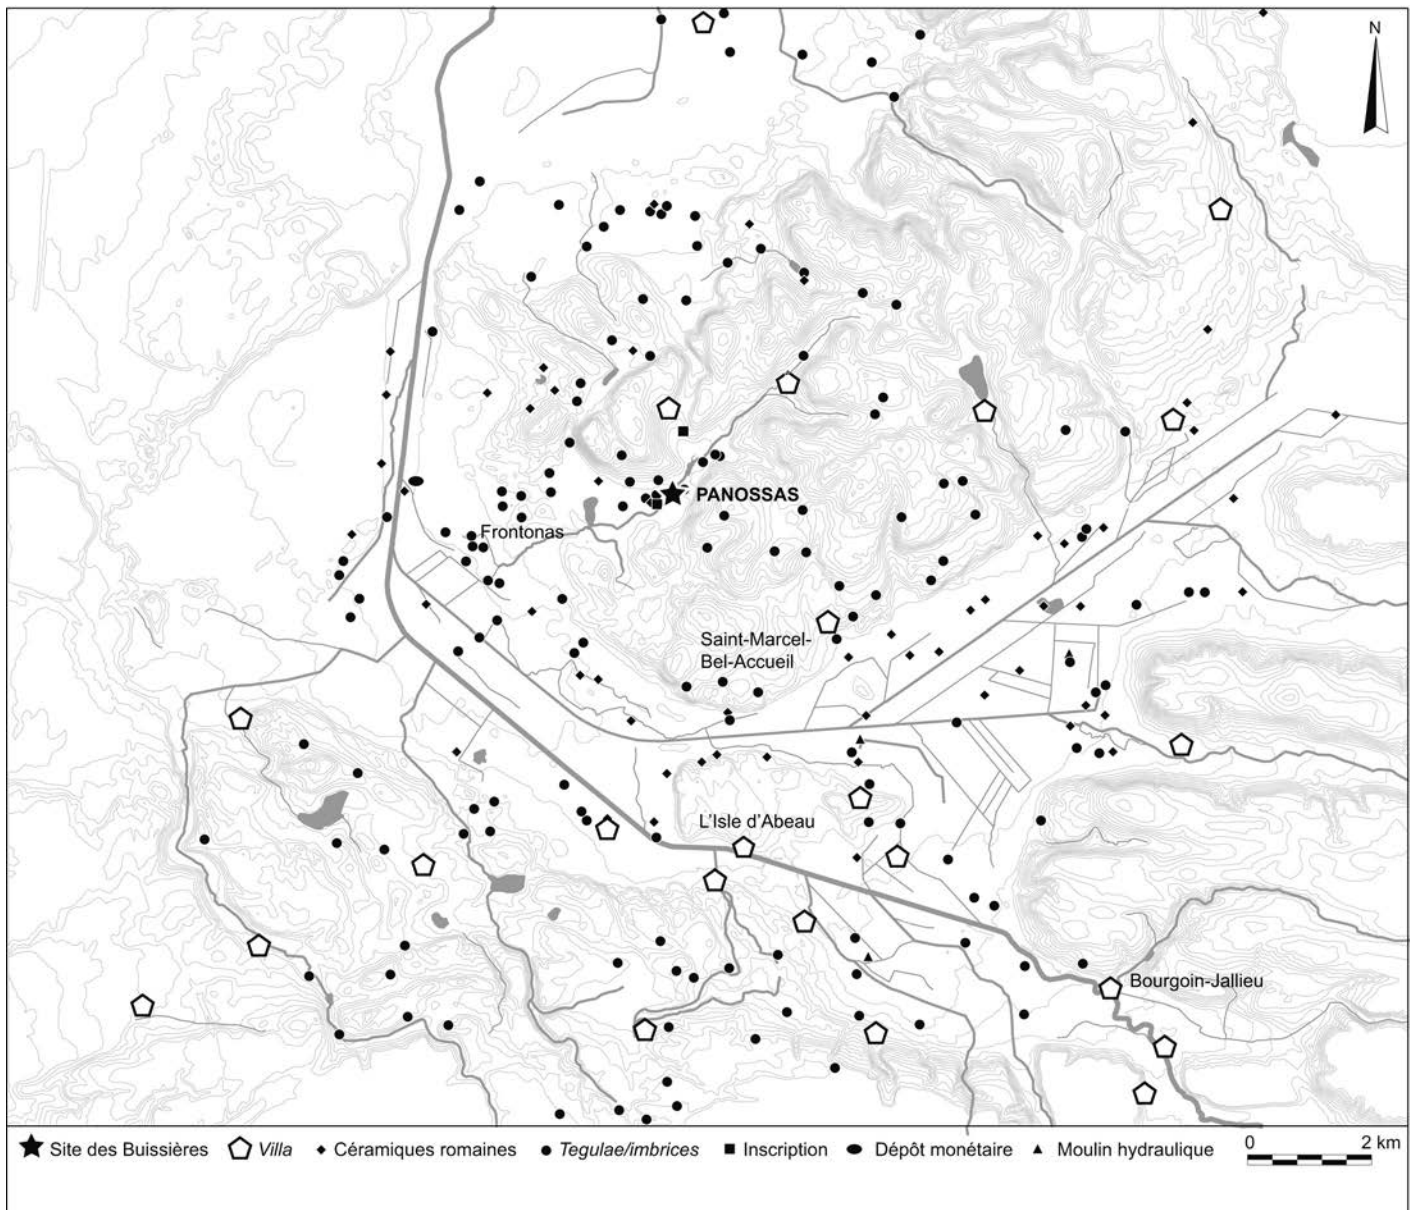 N
PANOSSAS
Frontonas
Saint-Marcel-
Bel-Accueil
L'Isle d'Abeau
Bourgoin-Jallieu
Site des Buissières Villa Céramiques romaines Tegulae/imbrices Inscription Dépôt monétaire Moulin hydraulique 0 2 km